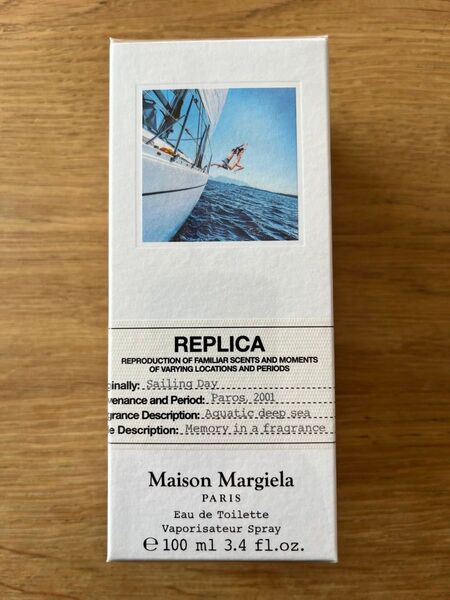 REPLICA
REPRODUCTION OF FAMILIAR SCENTS AND MOMENTS
OF VARYING LOCATIONS AND PERIODS
inally: Sailing Day
venance and Period: Paros, 2001
grance Description: Aquatic deep sea
e Description: Memory in a fragrance
Maison Margiela
PARIS
Eau de Toilette
Vaporisateur Spray
℮ 100 ml 3.4 fl.oz.